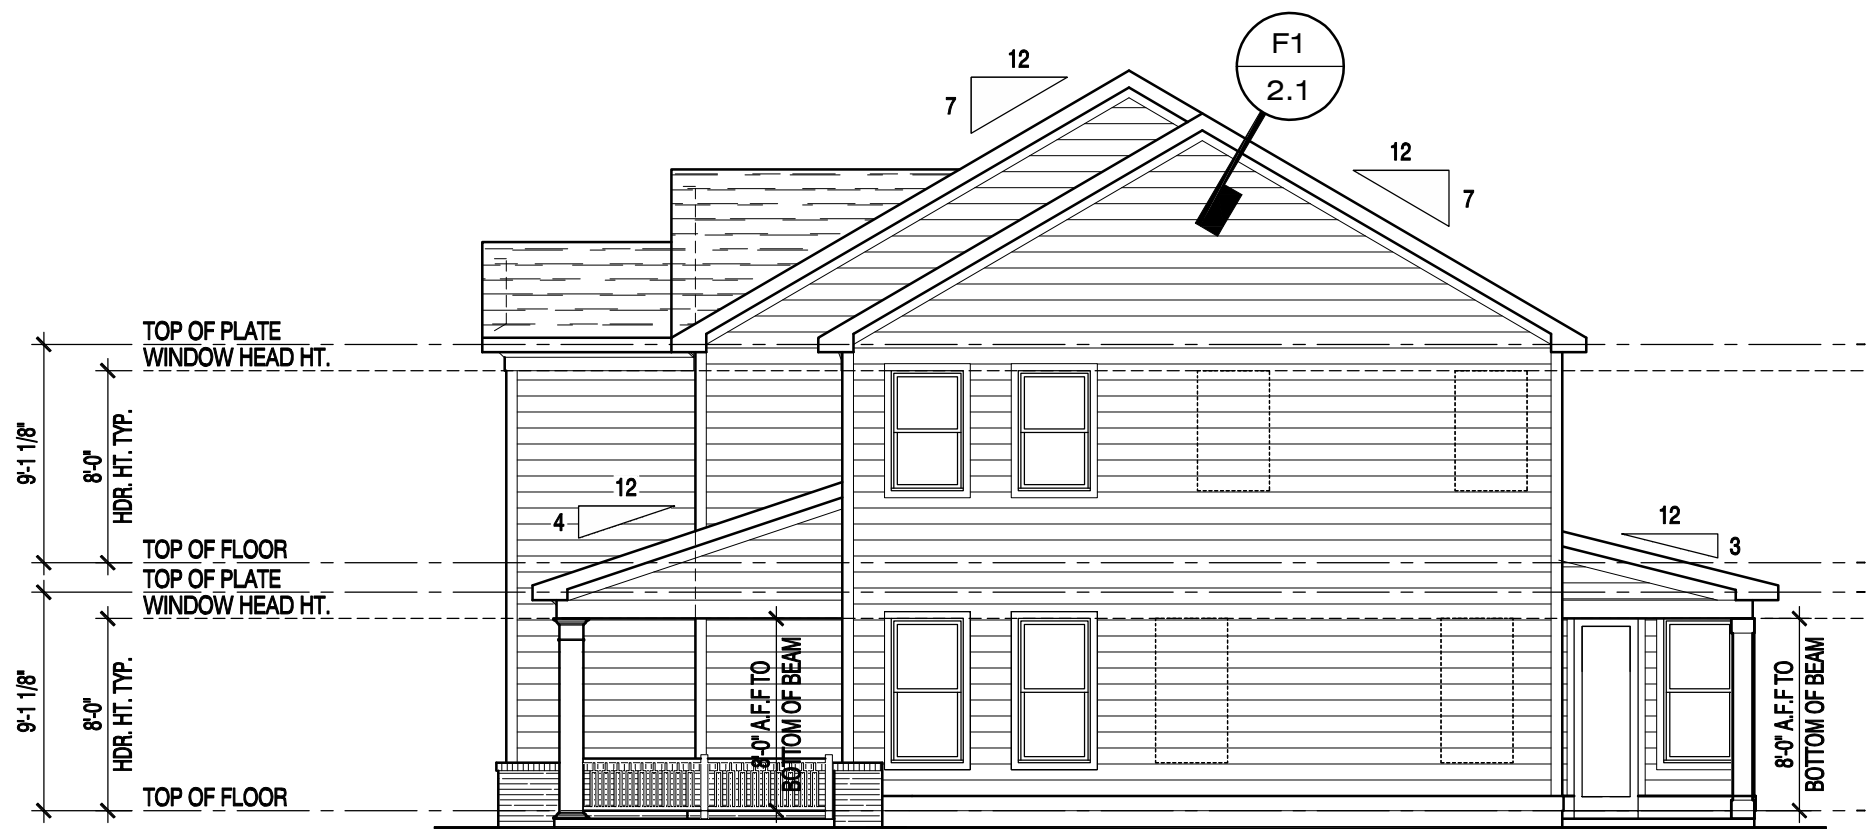 F1
2.1
12
7
12
7
TOP OF PLATE
WINDOW HEAD HT.
9'-1 1/8"
8'-0"
HDR. HT. TYP.
12
4
12
3
TOP OF FLOOR
TOP OF PLATE
WINDOW HEAD HT.
9'-1 1/8"
8'-0"
HDR. HT. TYP.
8'-0" A.F.F TO
BOTTOM OF BEAM
8'-0" A.F.F TO
BOTTOM OF BEAM
TOP OF FLOOR